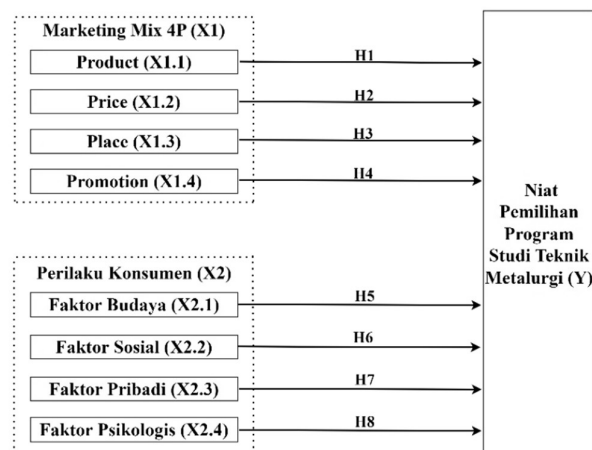 Marketing Mix 4P (X1)
Product (X1.1)
H1
Price (X1.2)
H2
Place (X1.3)
H3
Promotion (X1.4)
H4
Niat
Pemilihan
Program
Studi Teknik
Metalurgi (Y)
Perilaku Konsumen (X2)
Faktor Budaya (X2.1)
H5
Faktor Sosial (X2.2)
H6
Faktor Pribadi (X2.3)
H7
Faktor Psikologis (X2.4)
H8